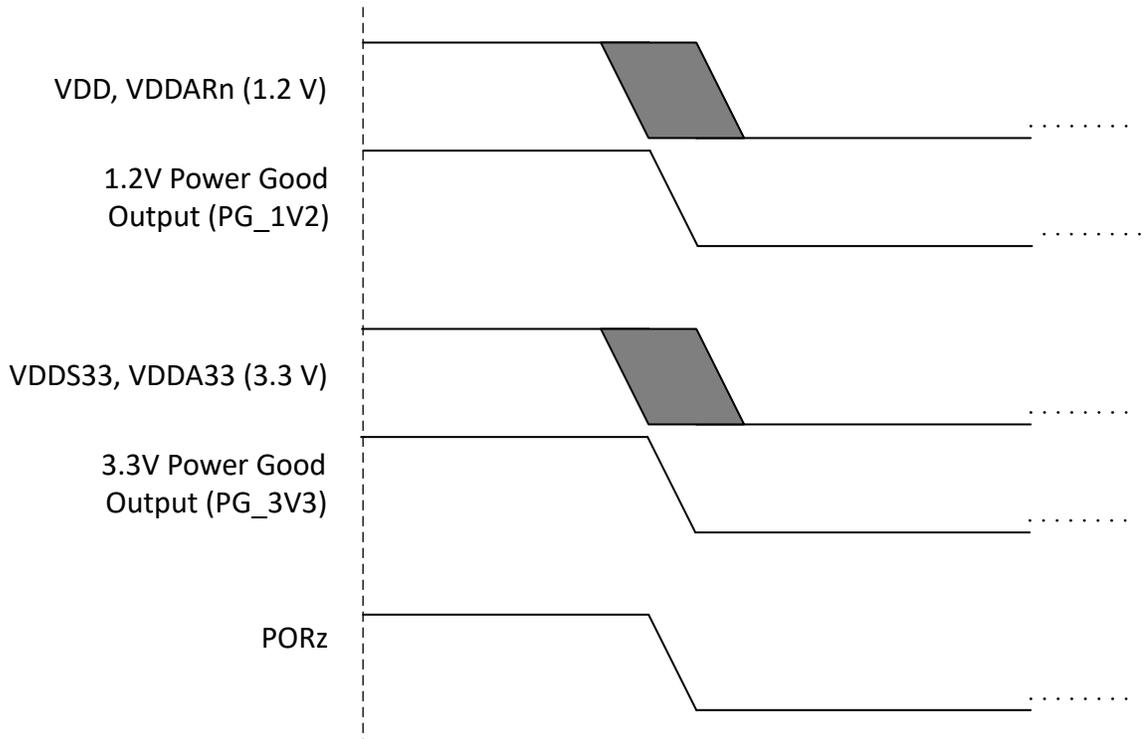 VDD, VDDARn (1.2 V)
1.2V Power Good
Output (PG_1V2)
VDDS33, VDDA33 (3.3 V)
3.3V Power Good
Output (PG_3V3)
PORz